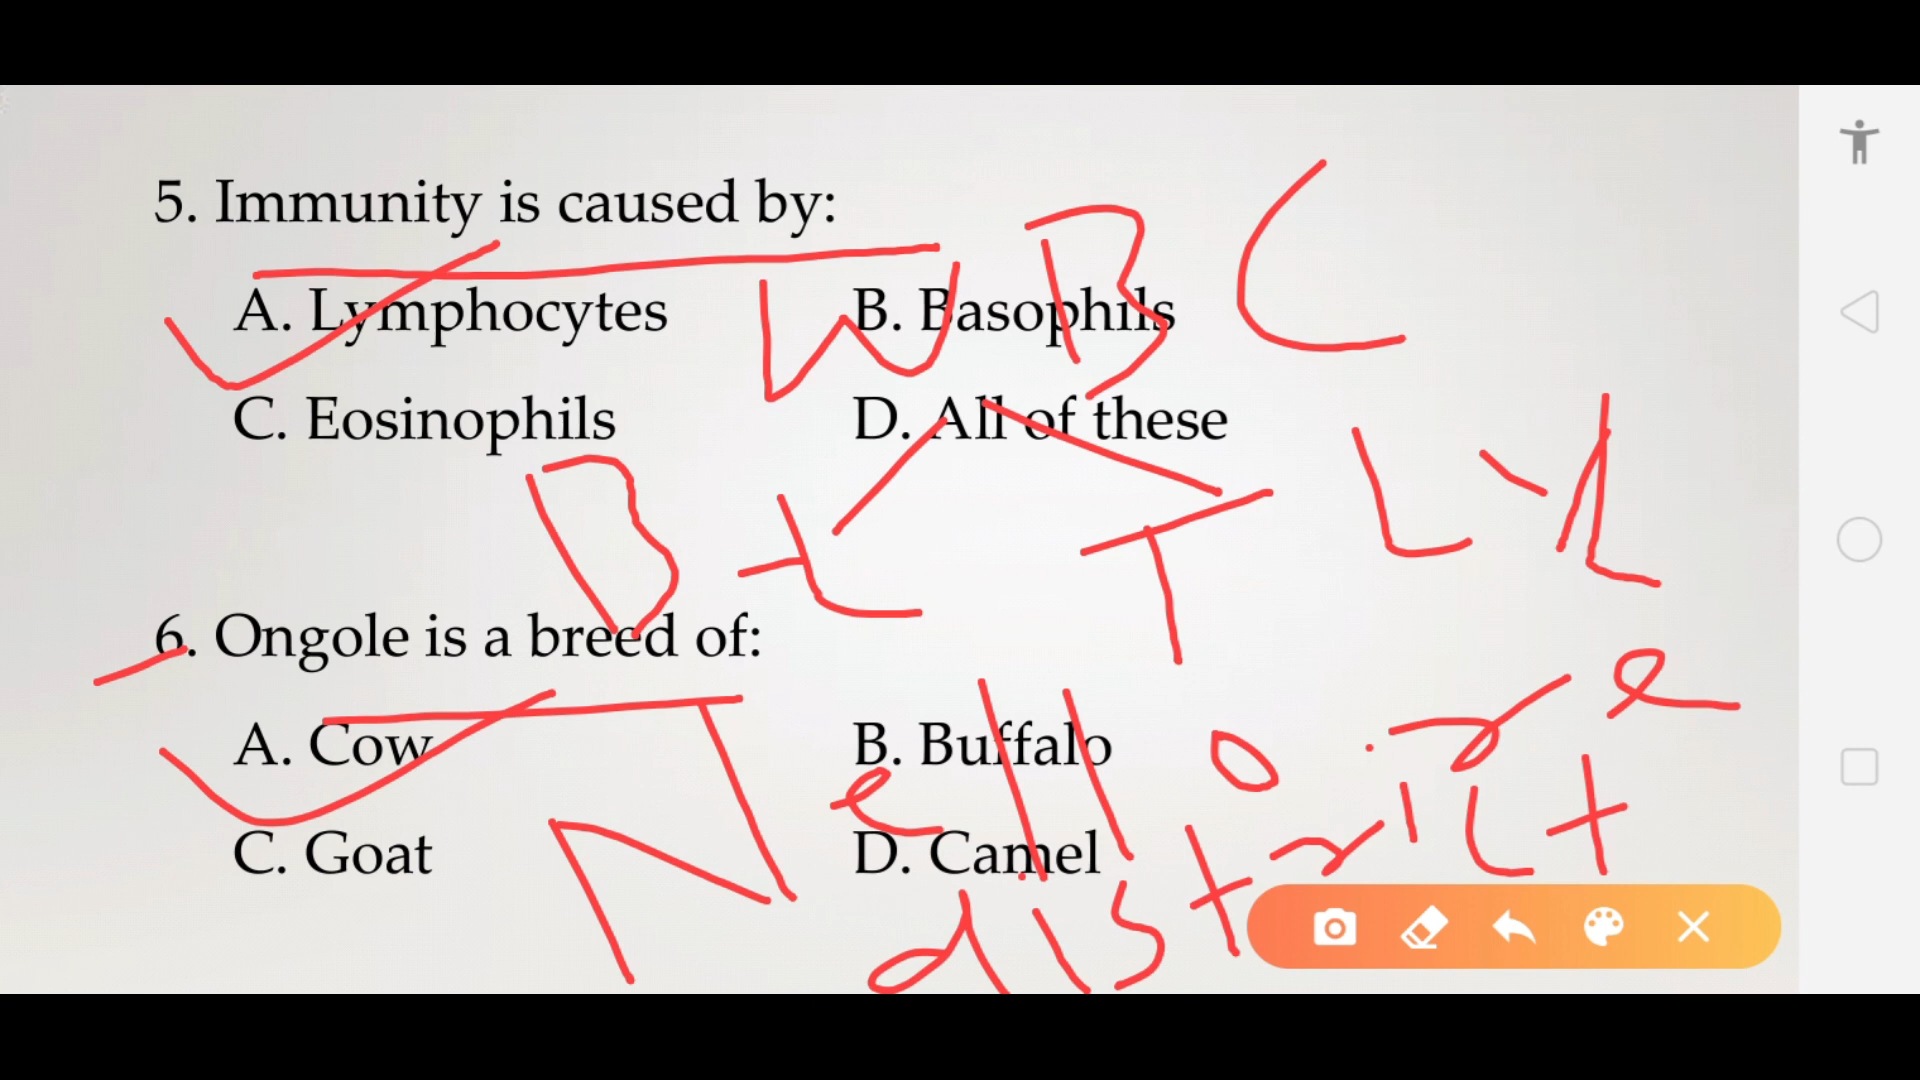 5. Immunity is caused by:
A. Lymphocytes B. Basophils
C. Eosinophils D. All of these
WBC
B T Ly
6. Ongole is a breed of:
A. Cow B. Buffalo
C. Goat D. Camel
Nellore
district